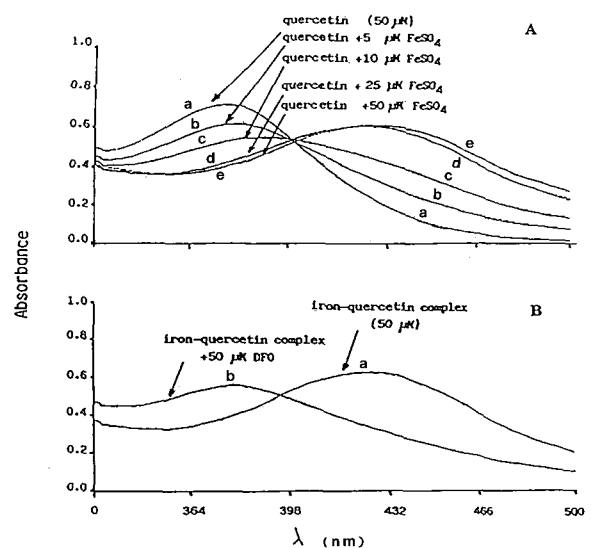 A
quercetin (50 µM)
quercetin +5 µM FeSO4
quercetin +10 µM FeSO4
quercetin + 25 µM FeSO4
quercetin +50 µM FeSO4
1.0
0.8
0.6
0.4
0.2
0.0
a
b
c
d
e
e
d
c
b
a
Absorbance
B
iron-quercetin complex
(50 µM)
iron-quercetin complex
+50 µM DFO
a
b
1.0
0.8
0.6
0.4
0.2
0.0
0 364 398 432 466 500
λ (nm)